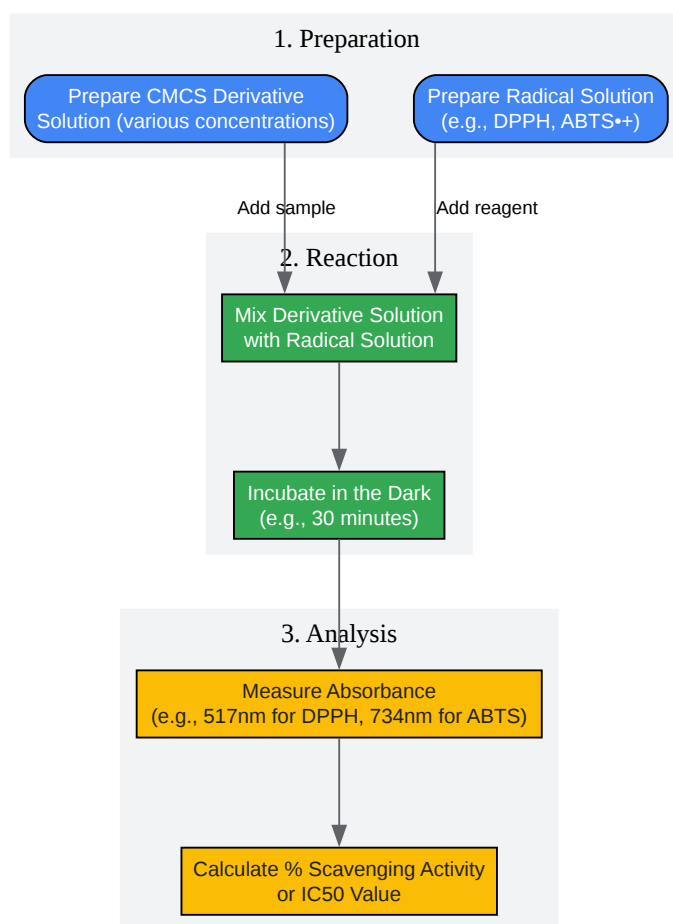 1. Preparation
Prepare CMCS Derivative
Solution (various concentrations)
Prepare Radical Solution
(e.g., DPPH, ABTS•+)
Add sample
Add reagent
2. Reaction
Mix Derivative Solution
with Radical Solution
Incubate in the Dark
(e.g., 30 minutes)
3. Analysis
Measure Absorbance
(e.g., 517nm for DPPH, 734nm for ABTS)
Calculate % Scavenging Activity
or IC50 Value